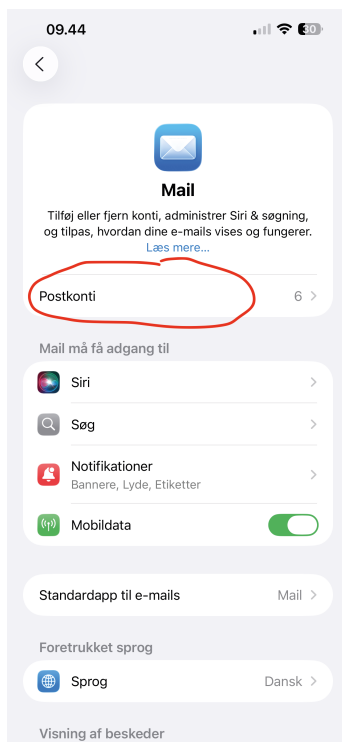 09.44
30
Mail
Tilføj eller fjern konti, administrer Siri & søgning,
og tilpas, hvordan dine e-mails vises og fungerer.
Læs mere...
Postkonti 6
Mail må få adgang til
Siri
Søg
Notifikationer
Bannere, Lyde, Etiketter
Mobildata
Standardapp til e-mails Mail
Foretrukket sprog
Sprog Dansk
Visning af beskeder